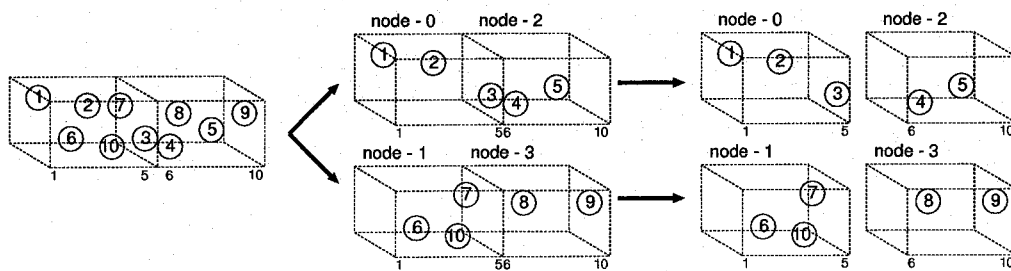 node - 0 node - 2
1 2 3 4 5
1 56 10
node - 0 node - 2
1 2 3 4 5
1 5 6 10
1 2 7 8 9
6 10 3 4 5
1 5 6 10
node - 1 node - 3
7 8 9
6 10
1 56 10
node - 1 node - 3
7 8 9
6 10
1 5 6 10